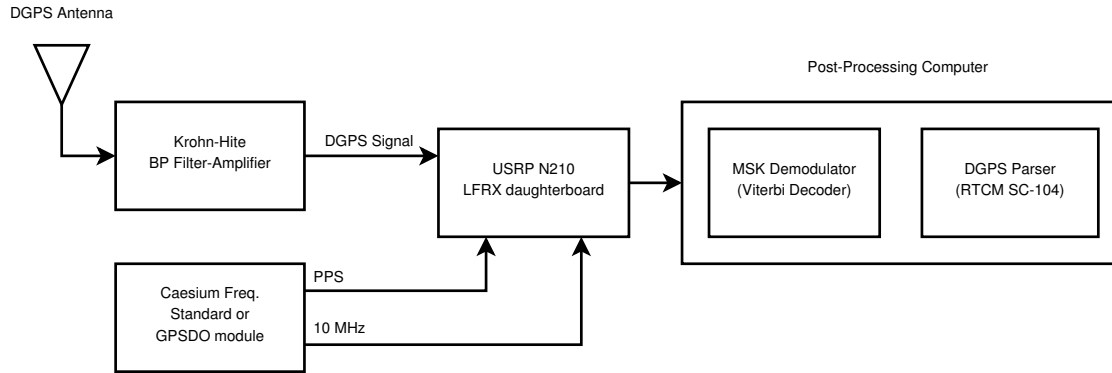 DGPS Antenna
Post-Processing Computer
Krohn-Hite
BP Filter-Amplifier
DGPS Signal
USRP N210
LFRX daughterboard
MSK Demodulator
(Viterbi Decoder)
DGPS Parser
(RTCM SC-104)
Caesium Freq.
Standard or
GPSDO module
PPS
10 MHz